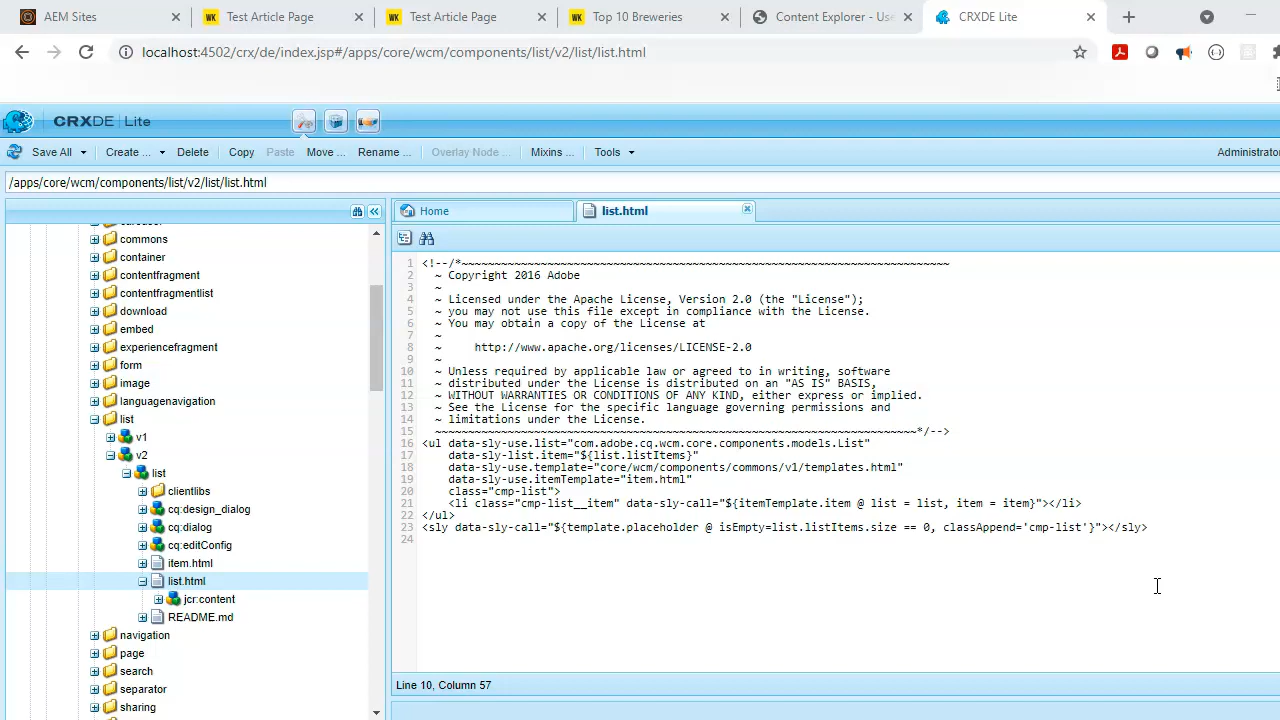 AEM Sites
Test Article Page
Test Article Page
Top 10 Breweries
Content Explorer - Use
CRXDE Lite
localhost:4502/crx/de/index.jsp#/apps/core/wcm/components/list/v2/list/list.html
CRXDE | Lite
Save All
Create ...
Delete
Copy
Paste
Move ...
Rename ...
Overlay Node ...
Mixins ...
Tools
Administrato
/apps/core/wcm/components/list/v2/list/list.html
Home
list.html
commons
container
contentfragment
contentfragmentlist
download
embed
experiencefragment
form
image
languagenavigation
list
v1
v2
list
clientlibs
cq:design_dialog
cq:dialog
cq:editConfig
item.html
list.html
jcr:content
README.md
navigation
page
search
separator
sharing
1 <!--/*~~~~~~~~~~~~~~~~~~~~~~~~~~~~~~~~~~~~~~~~~~~~~~~~~~~~~~~~~~~~~~~~~~~~~~~~~~
2 ~ Copyright 2016 Adobe
3 ~
4 ~ Licensed under the Apache License, Version 2.0 (the "License");
5 ~ you may not use this file except in compliance with the License.
6 ~ You may obtain a copy of the License at
7 ~
8 ~ http://www.apache.org/licenses/LICENSE-2.0
9 ~
10 ~ Unless required by applicable law or agreed to in writing, software
11 ~ distributed under the License is distributed on an "AS IS" BASIS,
12 ~ WITHOUT WARRANTIES OR CONDITIONS OF ANY KIND, either express or implied.
13 ~ See the License for the specific language governing permissions and
14 ~ limitations under the License.
15 ~~~~~~~~~~~~~~~~~~~~~~~~~~~~~~~~~~~~~~~~~~~~~~~~~~~~~~~~~~~~~~~~~~~~~~~~~*/-->
16 <ul data-sly-use.list="com.adobe.cq.wcm.core.components.models.List"
17 data-sly-list.item="${list.listItems}"
18 data-sly-use.template="core/wcm/components/commons/v1/templates.html"
19 data-sly-use.itemTemplate="item.html"
20 class="cmp-list">
21 <li class="cmp-list__item" data-sly-call="${itemTemplate.item @ list = list, item = item}"></li>
22 </ul>
23 <sly data-sly-call="${template.placeholder @ isEmpty=list.listItems.size == 0, classAppend='cmp-list'}"></sly>
24
Line 10, Column 57